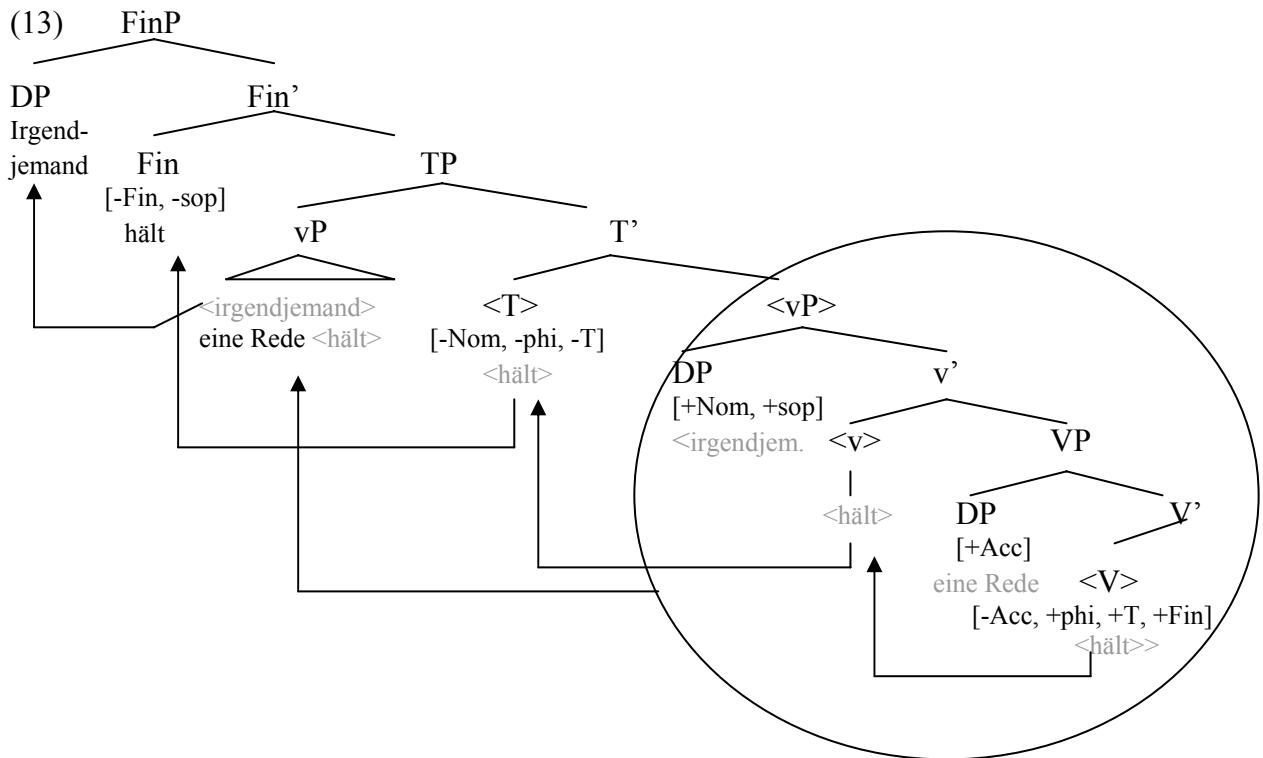 (13) FinP
DP Fin’
Irgend-
jemand Fin TP
[-Fin, -sop]
hält vP T’
<irgendjemand> <T> <vP>
eine Rede <hält> [-Nom, -phi, -T]
<hält> DP v’
[+Nom, +sop]
<irgendjem. <v> VP
<hält> DP V’
[+Acc]
eine Rede <V>
[-Acc, +phi, +T, +Fin]
<hält>>